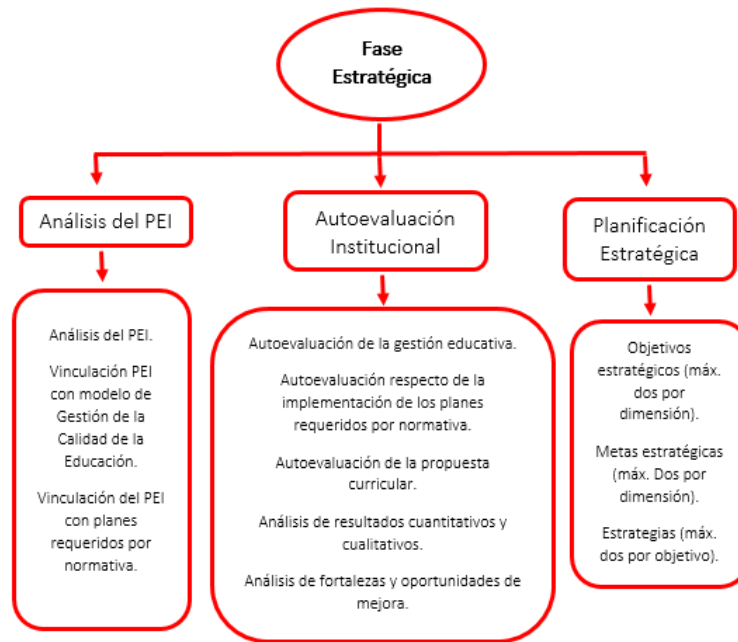 Fase
Estratégica
Análisis del PEI
Análisis del PEI.
Vinculación PEI
con modelo de
Gestión de la
Calidad de la
Educación.
Vinculación del PEI
con planes
requeridos por
normativa.
Autoevaluación
Institucional
Autoevaluación de la gestión educativa.
Autoevaluación respecto de la
implementación de los planes
requeridos por normativa.
Autoevaluación de la propuesta
curricular.
Análisis de resultados cuantitativos y
cualitativos.
Análisis de fortalezas y oportunidades de
mejora.
Planificación
Estratégica
Objetivos
estratégicos (máx.
dos por
dimensión).
Metas estratégicas
(máx. Dos por
dimensión).
Estrategias (máx.
dos por objetivo).